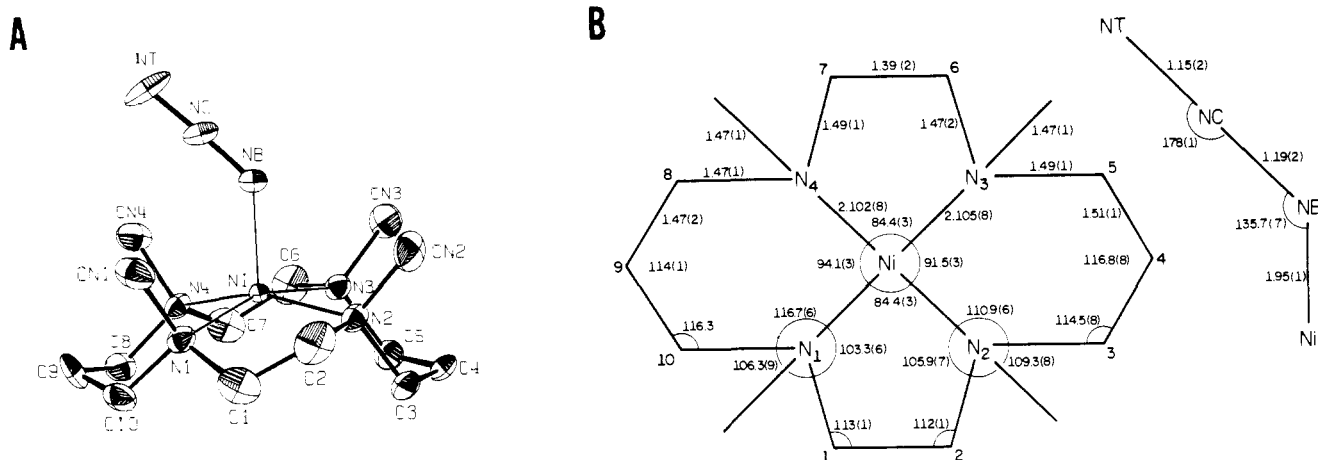 A
NT
NC
NB
CN3
CN4
CN2
CN1
NI
C6
N4
N3
C7
N2
C8
N1
C5
C9
C2
C4
C10
C1
C3
B
NT
7
1.39 (2)
6
1.15(2)
1.47(1)
1.49(1)
1.47(2)
1.47(1)
NC
178(1)
1.19(2)
8
1.47(1)
N4
N3
1.49(1)
5
2.102(8)
84.4(3)
2.105(8)
1.47(2)
1.51(1)
NB
135.7(7)
9
114(1)
94.1(3)
Ni
91.5(3)
116.8(8)
4
1.95(1)
84.4(3)
116.3
116.7(6)
110.9(6)
114.5(8)
Ni
10
N1
103.3(6)
N2
3
106.3(9)
105.9(7)
109.3(8)
113(1)
112(1)
1
2